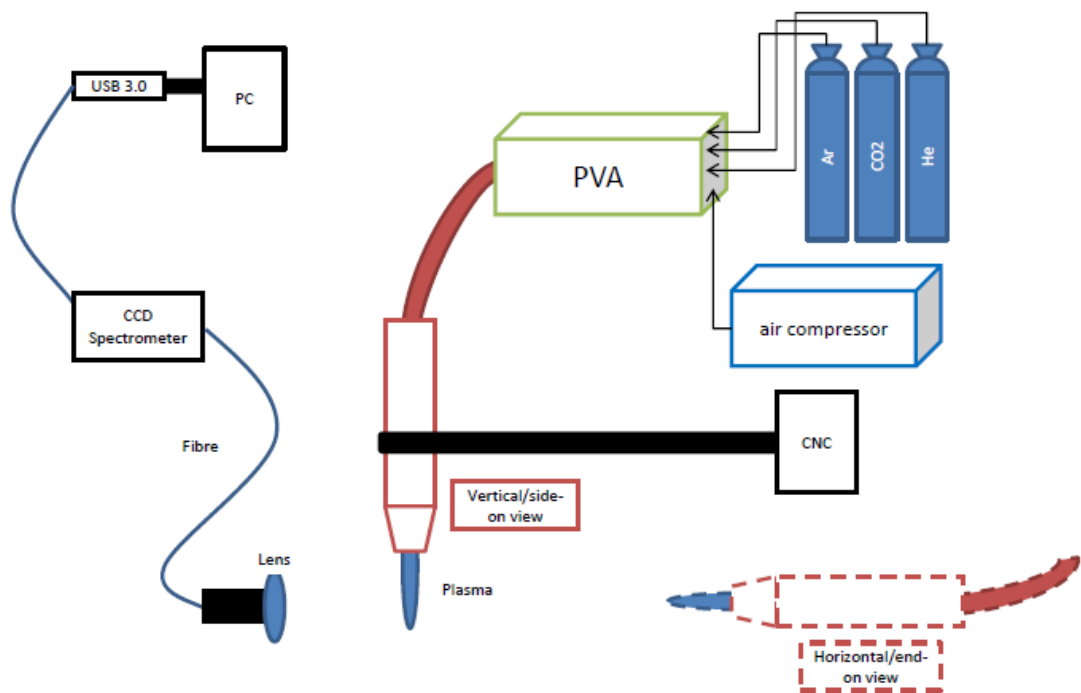 USB 3.0
PC
PVA
Ar
CO2
He
CCD
Spectrometer
air compressor
Fibre
CNC
Vertical/side-
on view
Lens
Plasma
Horizontal/end-
on view